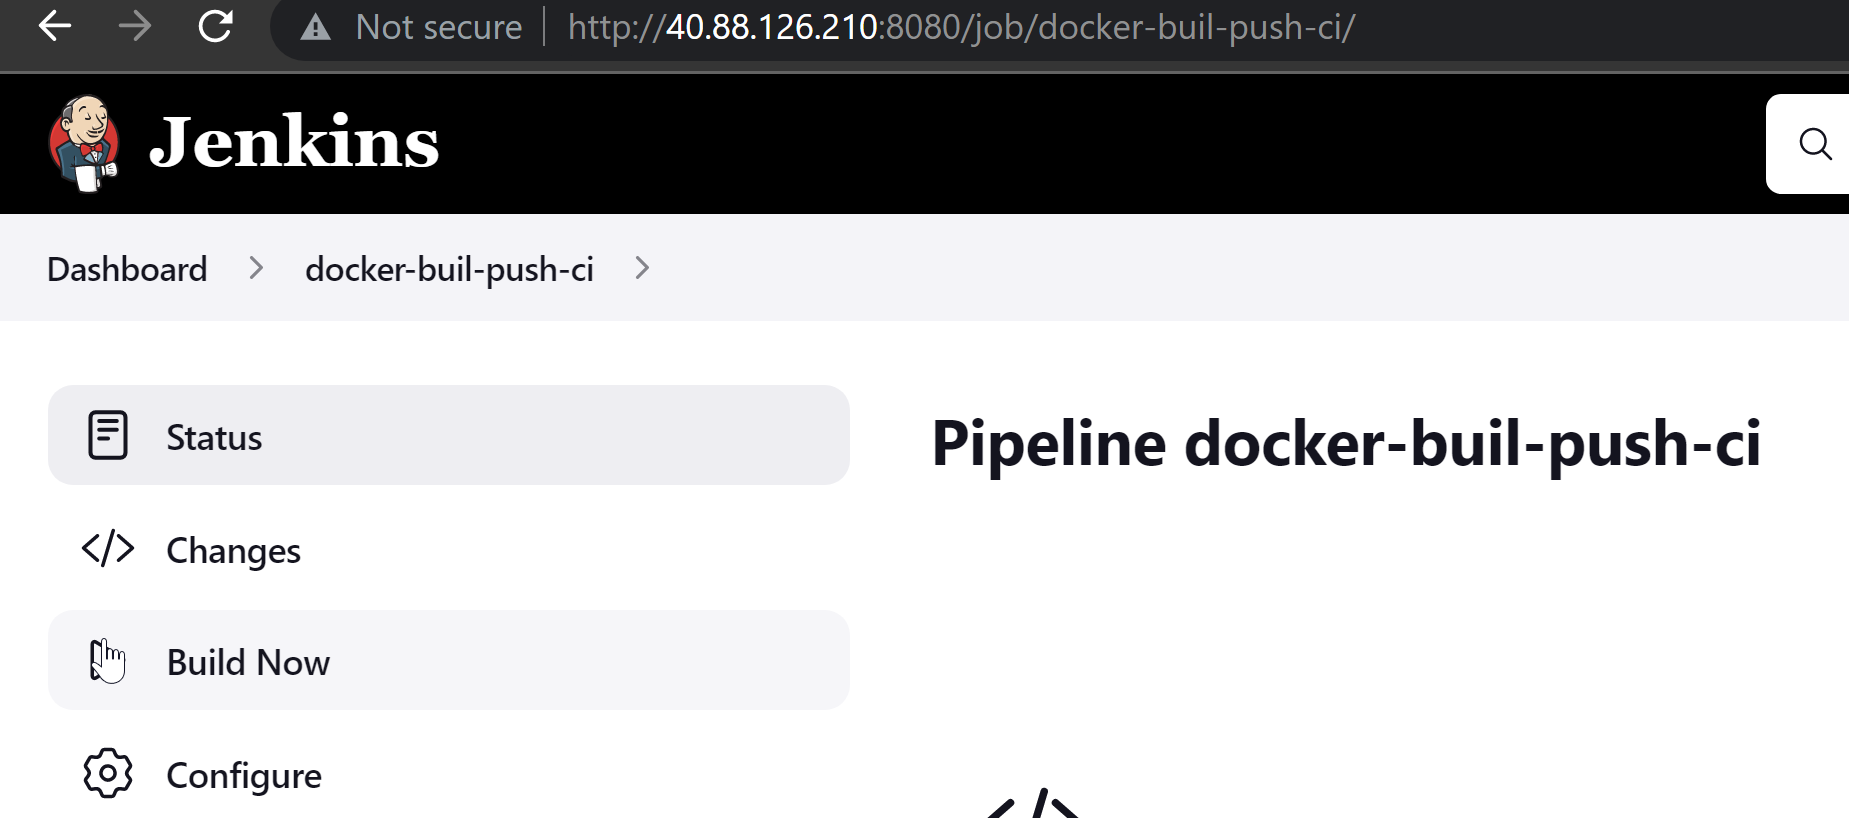 Not secure http://40.88.126.210:8080/job/docker-buil-push-ci/
Jenkins
Dashboard docker-buil-push-ci
Status
Pipeline docker-buil-push-ci
Changes
Build Now
Configure